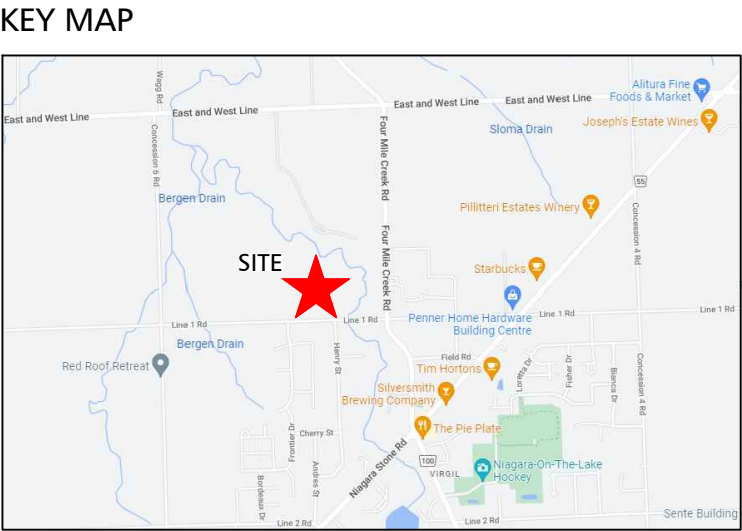 KEY MAP
Alitura Fine
Foods & Market
Wagg Rd
East and West Line
East and West Line
East and West Line
East and West Line
Joseph's Estate Wines
Four Mile Creek Rd
Sloma Drain
Concession 6 Rd
55
Bergen Drain
Pillitteri Estates Winery
Concession 4 Rd
Four Mile Creek Rd
SITE
Starbucks
Line 1 Rd
Line 1 Rd
Penner Home Hardware
Building Centre
Line 1 Rd
Line 1 Rd
Bergen Drain
Henry St
Field Rd
Red Roof Retreat
Tim Hortons
Loretta Dr
Fisher Dr
Bianca Dr
Concession 4 Rd
Silversmith
Brewing Company
Frontier Dr
Cherry St
The Pie Plate
Niagara Stone Rd
100
VIRGIL
Niagara-On-The-Lake
Hockey
Andres St
Bordeaux Dr
Sente Building
Line 2 Rd
Line 2 Rd